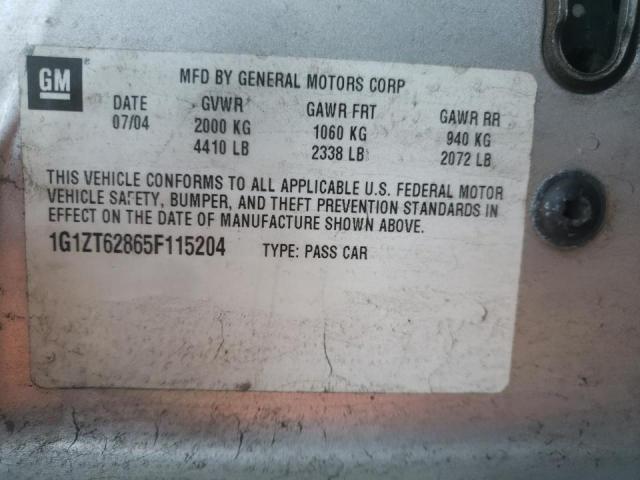 GM
MFD BY GENERAL MOTORS CORP
DATE GVWR GAWR FRT GAWR RR
07/04 2000 KG 1060 KG 940 KG
4410 LB 2338 LB 2072 LB
THIS VEHICLE CONFORMS TO ALL APPLICABLE U.S. FEDERAL MOTOR
VEHICLE SAFETY, BUMPER, AND THEFT PREVENTION STANDARDS IN
EFFECT ON THE DATE OF MANUFACTURE SHOWN ABOVE.
1G1ZT62865F115204 TYPE: PASS CAR